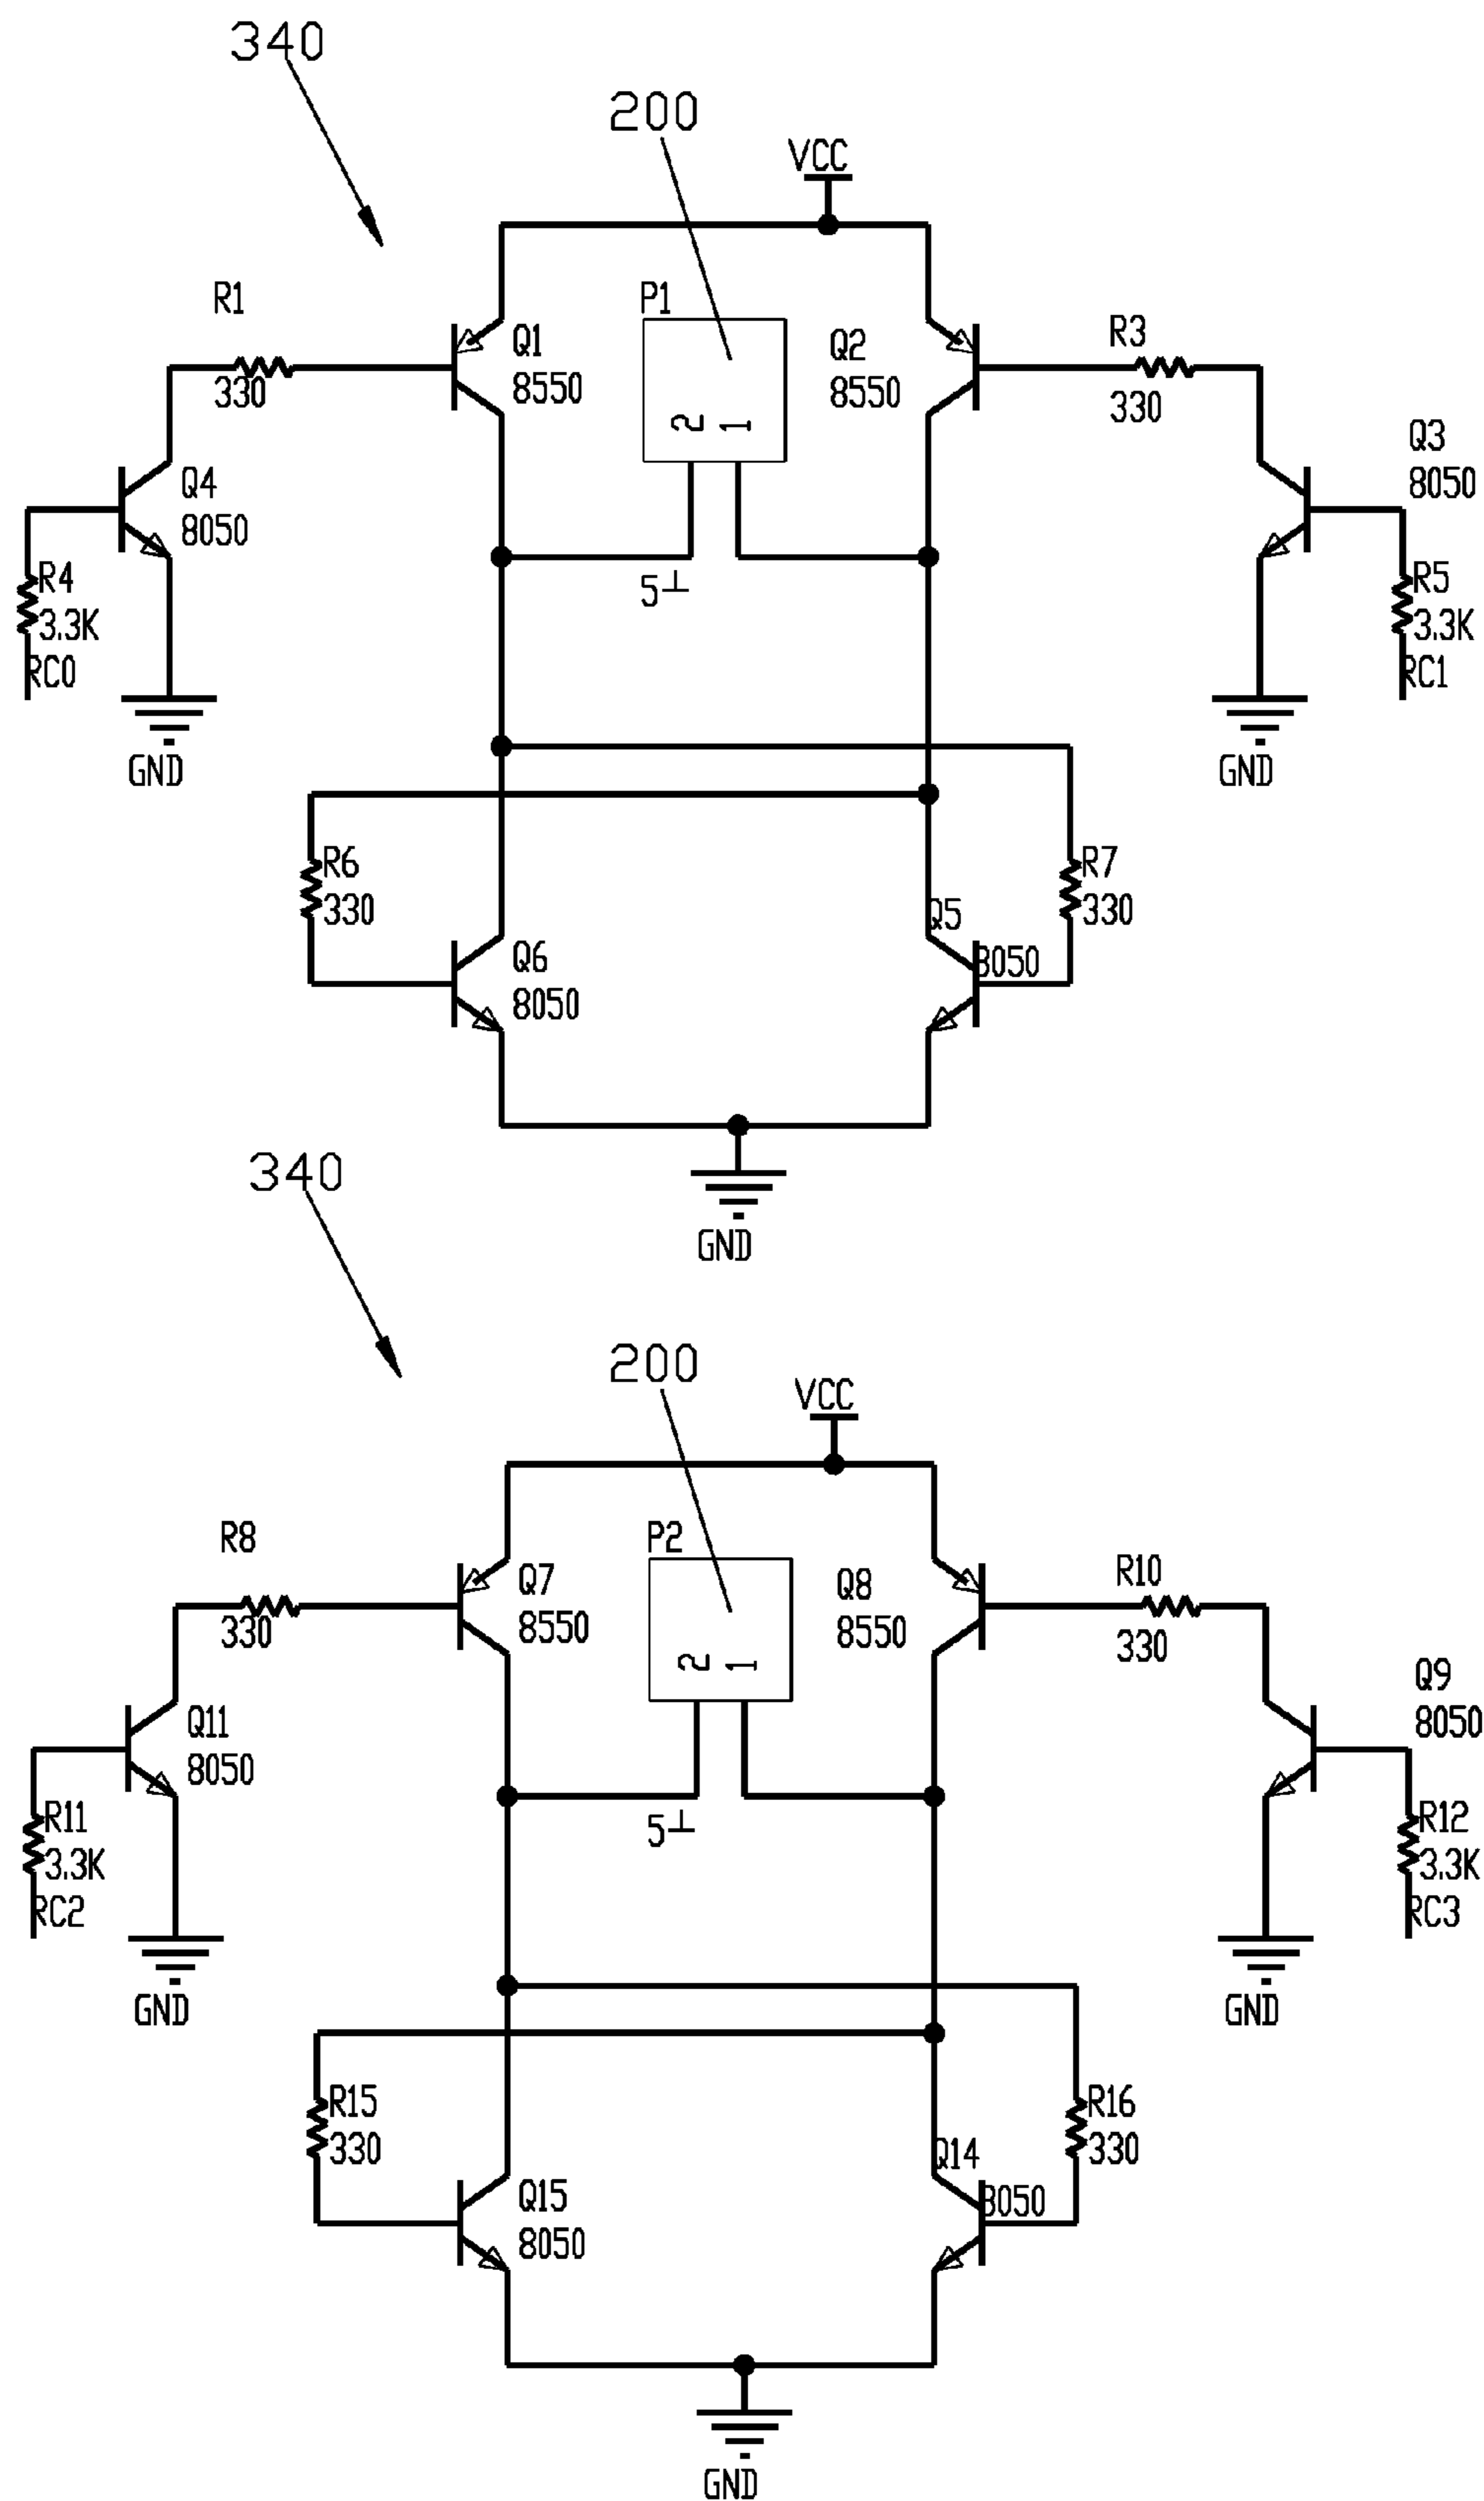 340
200
VCC
R1
330
P1
Q1
8550
2
1
Q2
8550
R3
330
Q3
8050
Q4
8050
R4
3.3K
RC0
GND
5⊥
R5
3.3K
RC1
GND
R6
330
R7
330
Q6
8050
Q5
8050
340
GND
200
VCC
R8
330
P2
Q7
8550
2
1
Q8
8550
R10
330
Q9
8050
Q11
8050
R11
3.3K
RC2
GND
5⊥
R12
3.3K
RC3
GND
R15
330
R16
330
Q15
8050
Q14
8050
GND